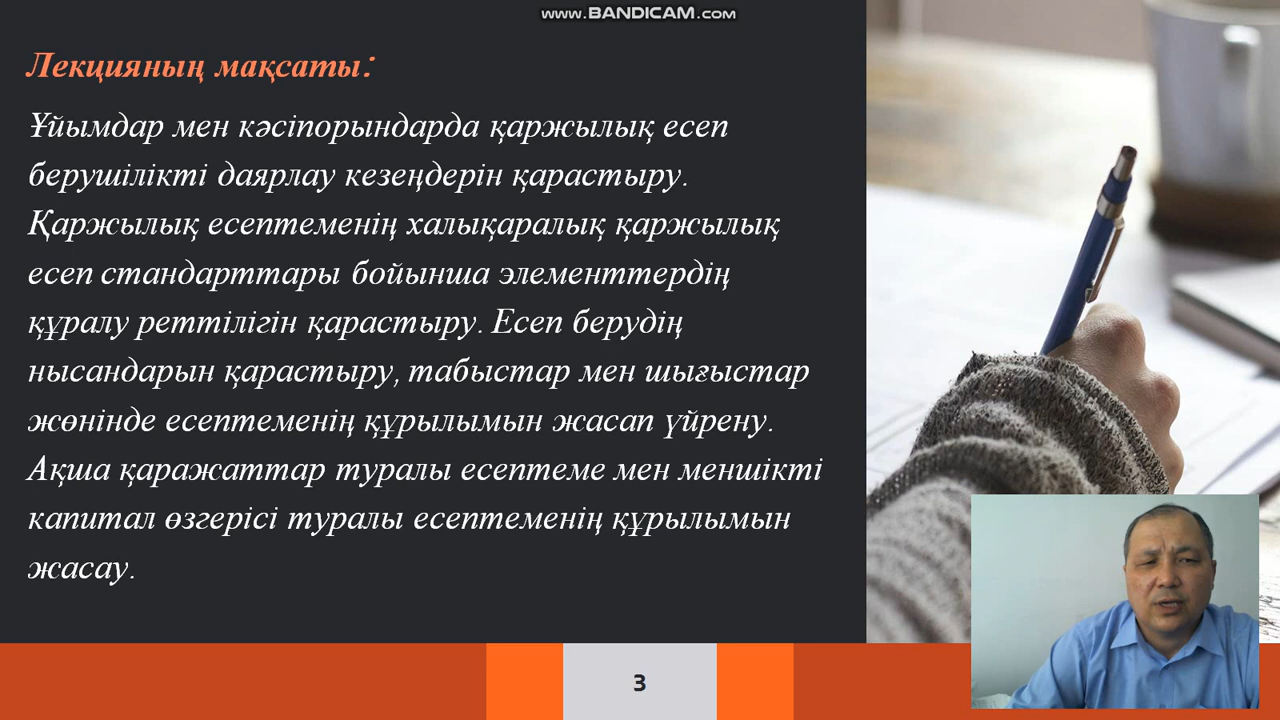 www.BANDICAM.com
Лекцияның мақсаты:
Ұйымдар мен кәсіпорындарда қаржылық есеп
берушілікті даярлау кезеңдерін қарастыру.
Қаржылық есептеменің халықаралық қаржылық
есеп стандарттары бойынша элементтердің
құралу реттілігін қарастыру. Есеп берудің
нысандарын қарастыру, табыстар мен шығыстар
жөнінде есептеменің құрылымын жасап үйрену.
Ақша қаражаттар туралы есептеме мен меншікті
капитал өзгерісі туралы есептеменің құрылымын
жасау.
3